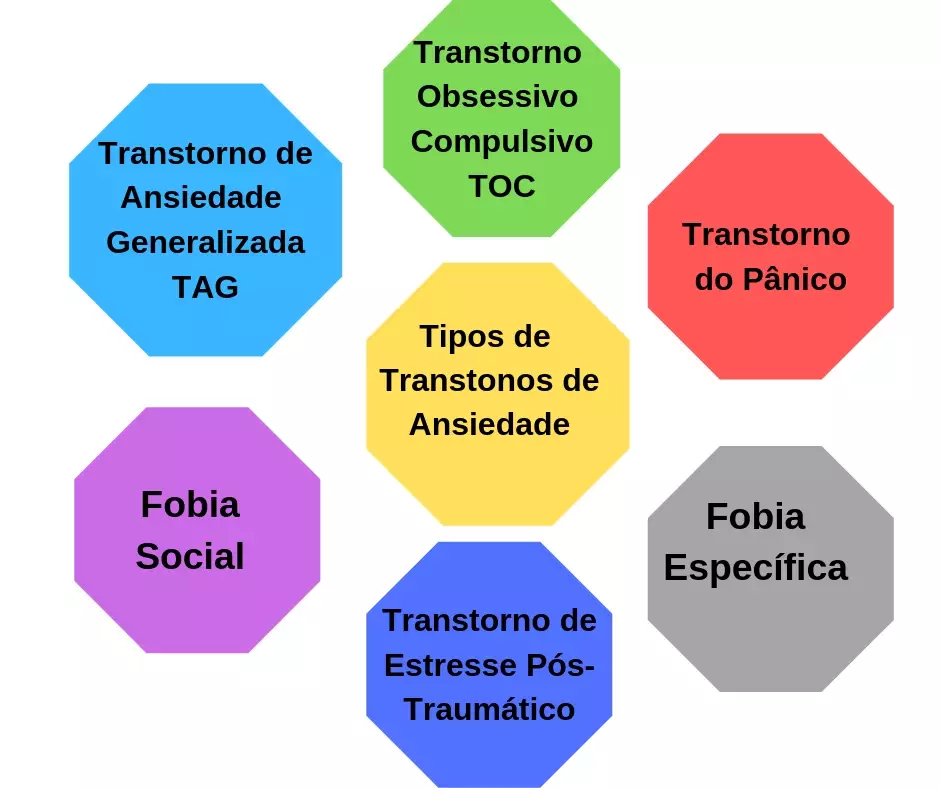 Transtorno
Obsessivo
Compulsivo
TOC
Transtorno de
Ansiedade
Generalizada
TAG
Transtorno
do Pânico
Tipos de
Transtonos de
Ansiedade
Fobia
Social
Fobia
Específica
Transtorno de
Estresse Pós-
Traumático